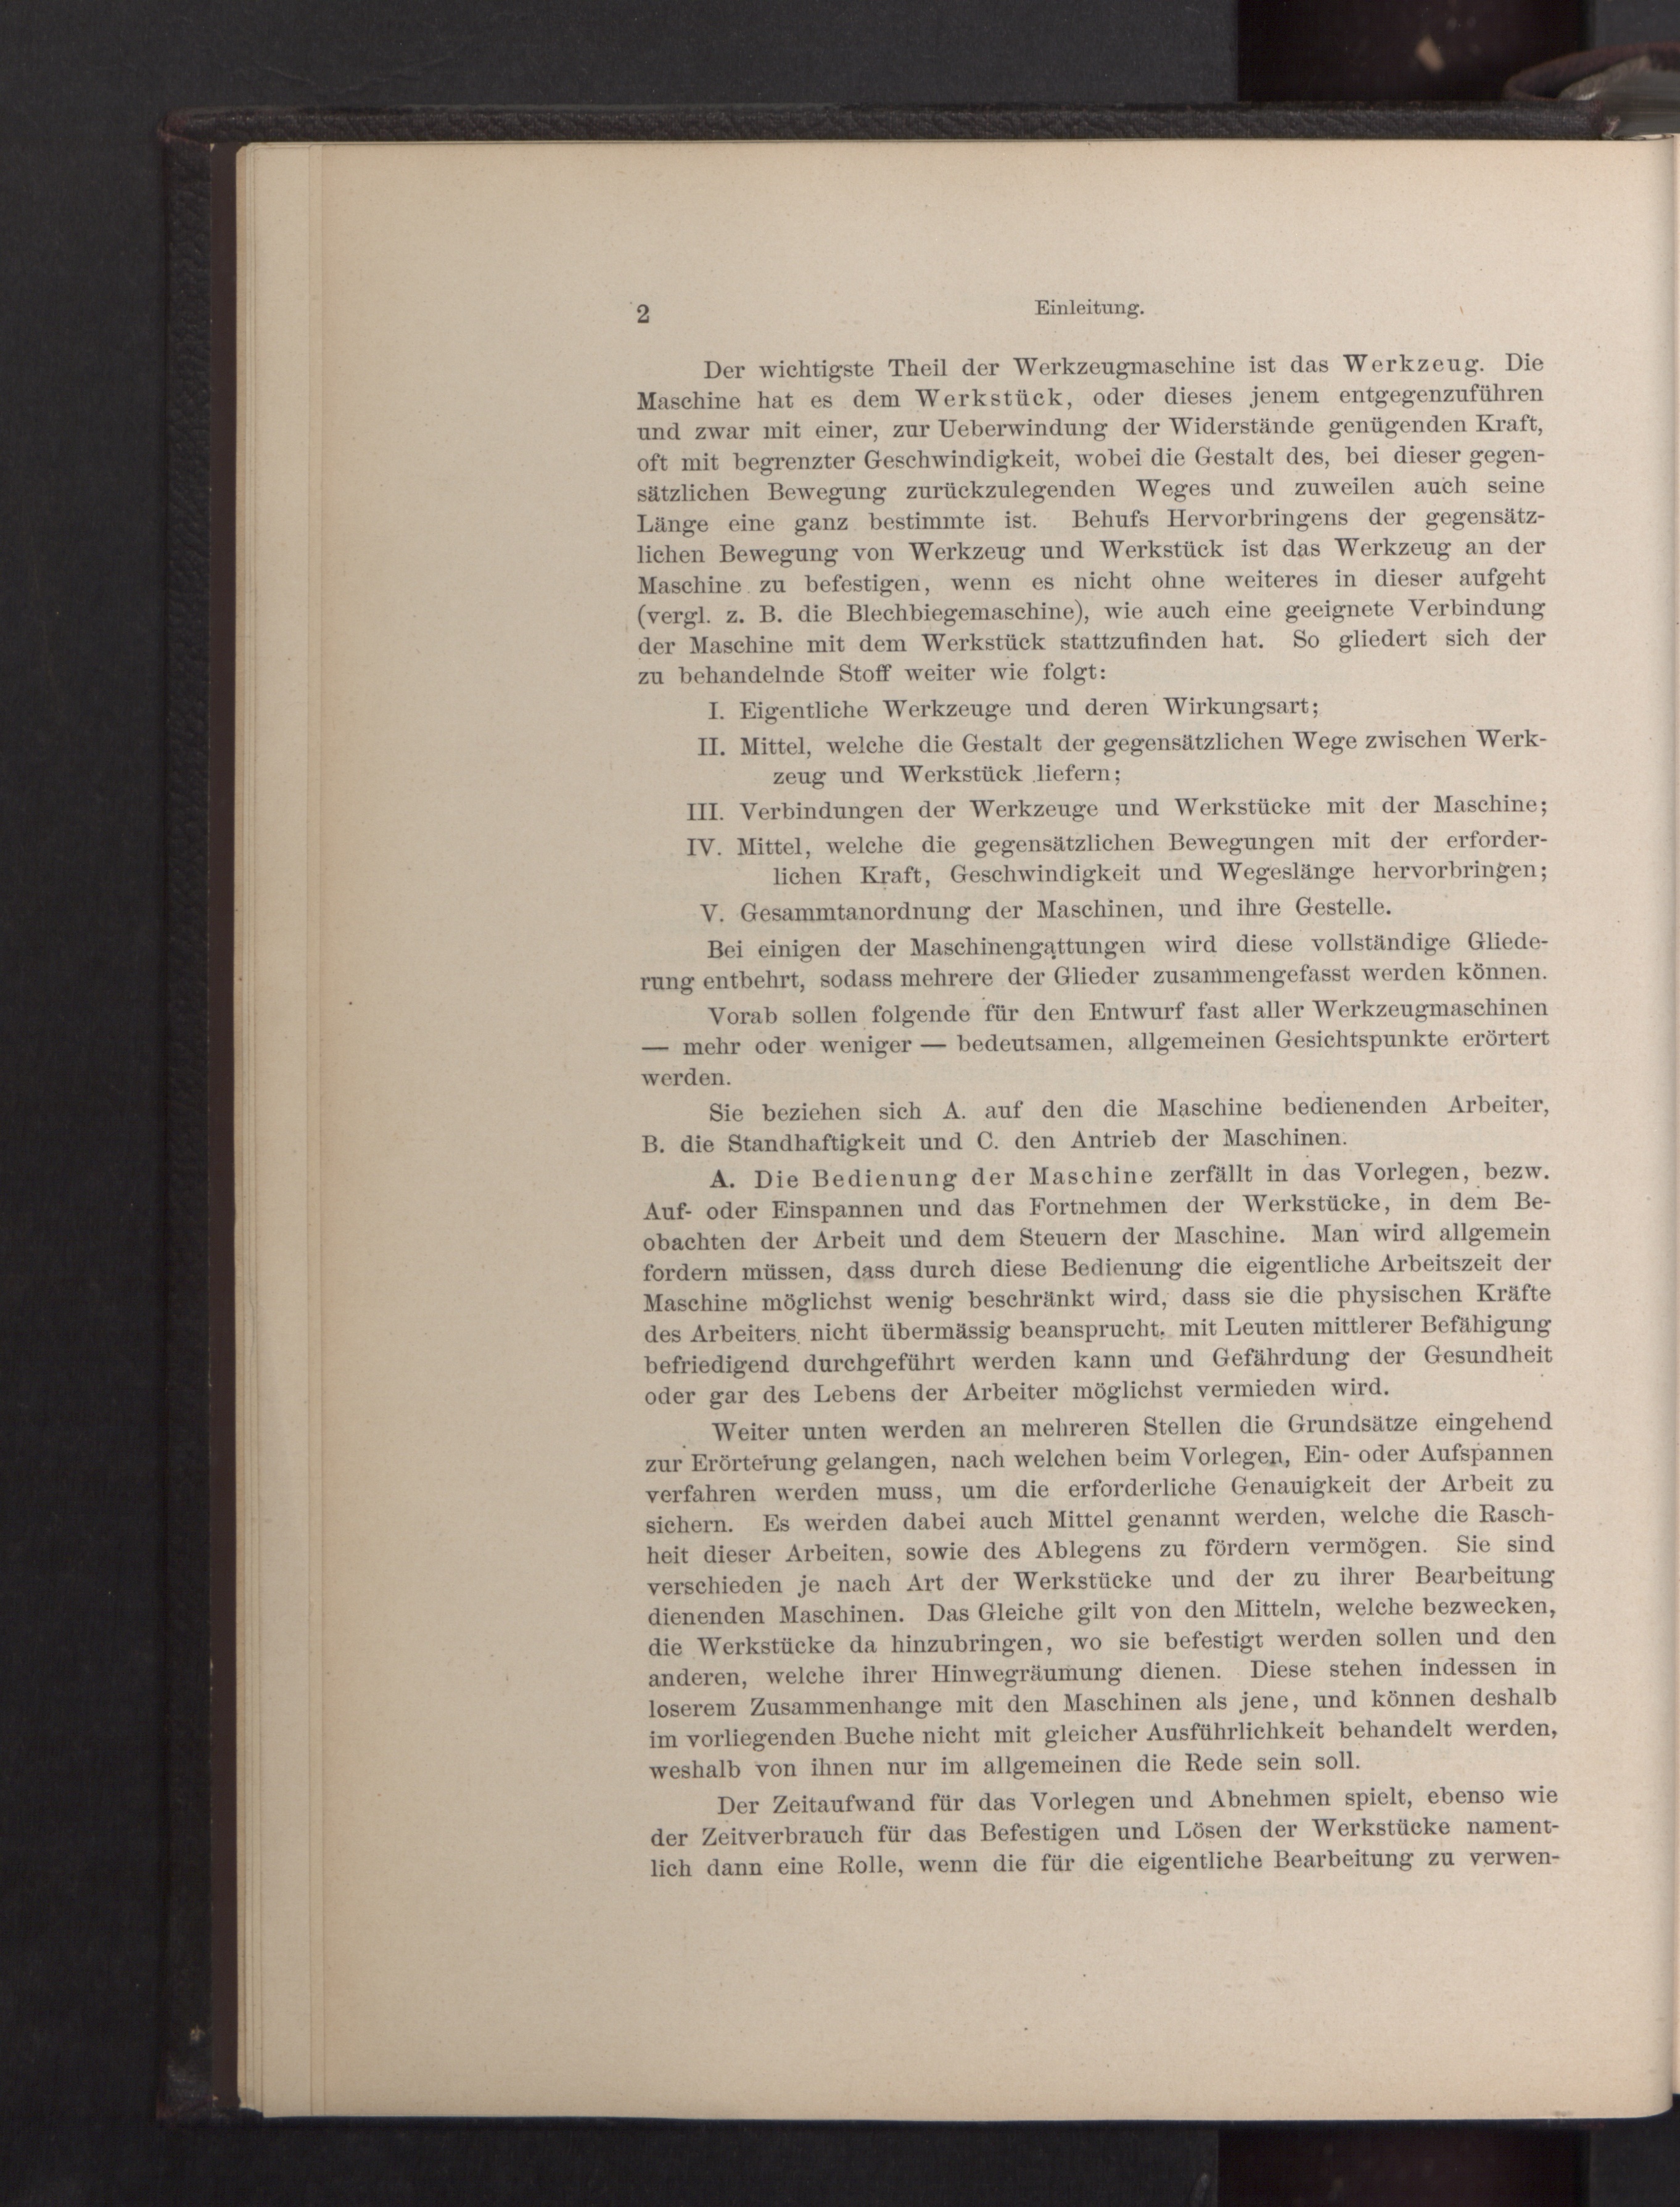 2
Einleitung.
Der wichtigste Theil der Werkzeugmaschine ist das Werkzeug. Die
Maschine hat es dem Werkstück, oder dieses jenem entgegenzuführen
und zwar mit einer, zur Ueberwindung der Widerstände genügenden Kraft,
oft mit begrenzter Geschwindigkeit, wobei die Gestalt des, bei dieser gegen-
sätzlichen Bewegung zurückzulegenden Weges und zuweilen auch seine
Länge eine ganz bestimmte ist. Behufs Hervorbringens der gegensätz-
lichen Bewegung von Werkzeug und Werkstück ist das Werkzeug an der
Maschine zu befestigen, wenn es nicht ohne weiteres in dieser aufgeht
(vergl. z. B. die Blechbiegemaschine), wie auch eine geeignete Verbindung
der Maschine mit dem Werkstück stattzufinden hat. So gliedert sich der
zu behandelnde Stoff weiter wie folgt:
I. Eigentliche Werkzeuge und deren Wirkungsart;
II. Mittel, welche die Gestalt der gegensätzlichen Wege zwischen Werk-
zeug und Werkstück liefern;
III. Verbindungen der Werkzeuge und Werkstücke mit der Maschine;
IV. Mittel, welche die gegensätzlichen Bewegungen mit der erforder-
lichen Kraft, Geschwindigkeit und Wegeslänge hervorbringen;
V. Gesammtanordnung der Maschinen, und ihre Gestelle.
Bei einigen der Maschinengattungen wird diese vollständige Gliede-
rung entbehrt, sodass mehrere der Glieder zusammengefasst werden können.
Vorab sollen folgende für den Entwurf fast aller Werkzeugmaschinen
— mehr oder weniger — bedeutsamen, allgemeinen Gesichtspunkte erörtert
werden.
Sie beziehen sich A. auf den die Maschine bedienenden Arbeiter,
B. die Standhaftigkeit und C. den Antrieb der Maschinen.
A. Die Bedienung der Maschine zerfällt in das Vorlegen, bezw.
Auf- oder Einspannen und das Fortnehmen der Werkstücke, in dem Be-
obachten der Arbeit und dem Steuern der Maschine. Man wird allgemein
fordern müssen, dass durch diese Bedienung die eigentliche Arbeitszeit der
Maschine möglichst wenig beschränkt wird, dass sie die physischen Kräfte
des Arbeiters nicht übermässig beansprucht, mit Leuten mittlerer Befähigung
befriedigend durchgeführt werden kann und Gefährdung der Gesundheit
oder gar des Lebens der Arbeiter möglichst vermieden wird.
Weiter unten werden an mehreren Stellen die Grundsätze eingehend
zur Erörterung gelangen, nach welchen beim Vorlegen, Ein- oder Aufspannen
verfahren werden muss, um die erforderliche Genauigkeit der Arbeit zu
sichern. Es werden dabei auch Mittel genannt werden, welche die Rasch-
heit dieser Arbeiten, sowie des Ablegens zu fördern vermögen. Sie sind
verschieden je nach Art der Werkstücke und der zu ihrer Bearbeitung
dienenden Maschinen. Das Gleiche gilt von den Mitteln, welche bezwecken,
die Werkstücke da hinzubringen, wo sie befestigt werden sollen und den
anderen, welche ihrer Hinwegräumung dienen. Diese stehen indessen in
loserem Zusammenhange mit den Maschinen als jene, und können deshalb
im vorliegenden Buche nicht mit gleicher Ausführlichkeit behandelt werden,
weshalb von ihnen nur im allgemeinen die Rede sein soll.
Der Zeitaufwand für das Vorlegen und Abnehmen spielt, ebenso wie
der Zeitverbrauch für das Befestigen und Lösen der Werkstücke nament-
lich dann eine Rolle, wenn die für die eigentliche Bearbeitung zu verwen-